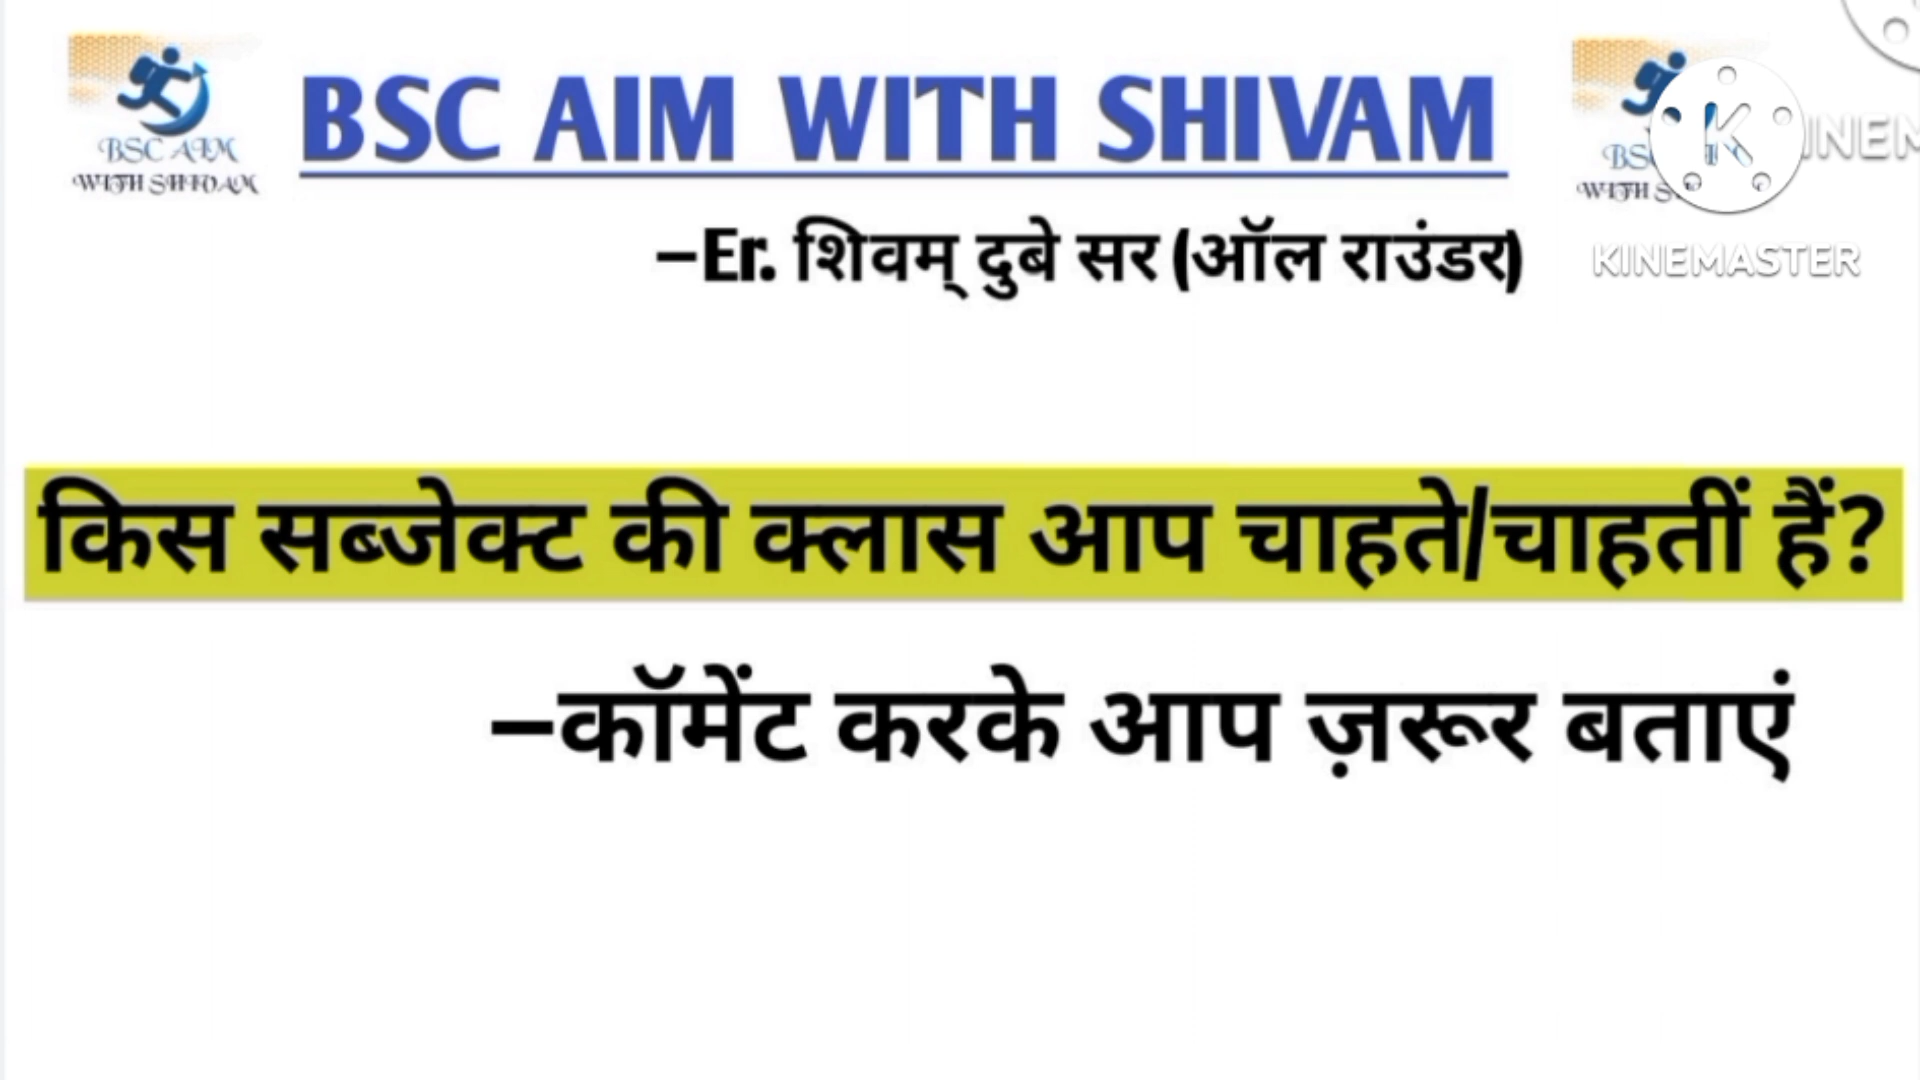 BSC AIM WITH SHIVAM
BSC AIM
WITH SHIVAM
–Er. शिवम् दुबे सर (ऑल राउंडर)
KINEMASTER
किस सब्जेक्ट की क्लास आप चाहते/चाहतीं हैं?
–कॉमेंट करके आप ज़रूर बताएं